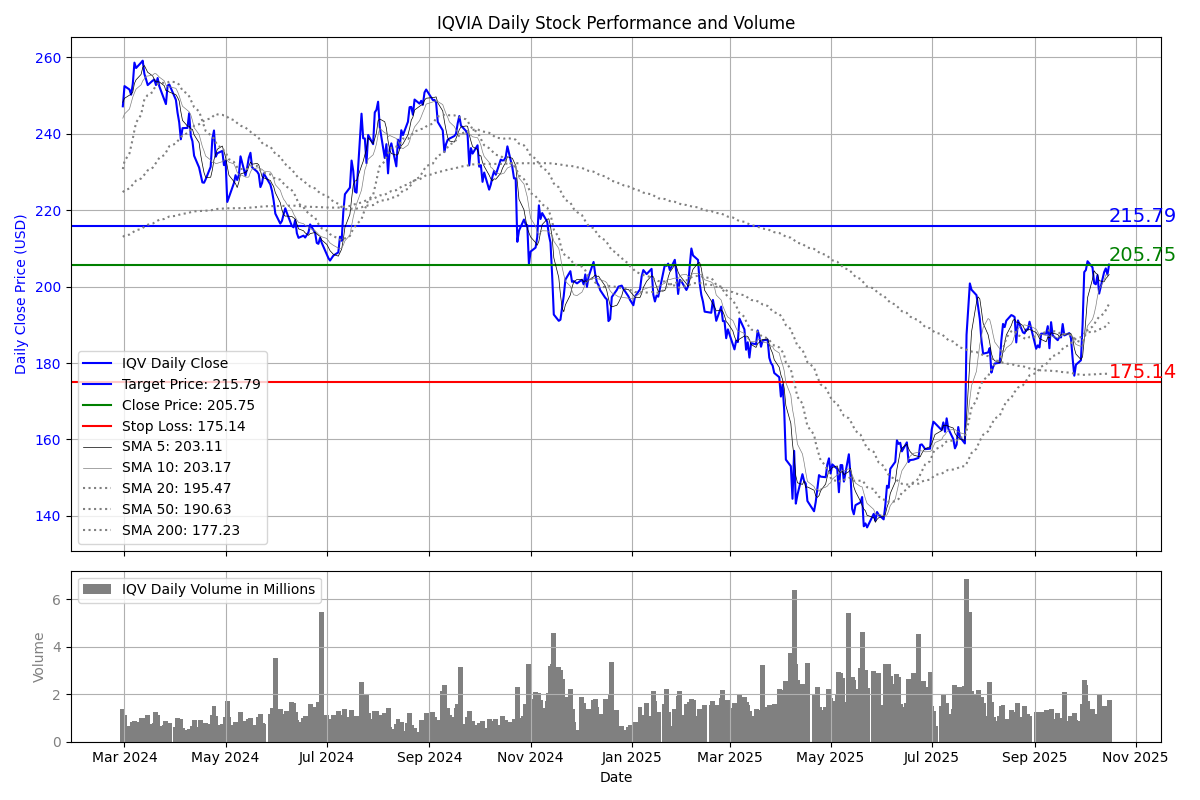 IQVIA Daily Stock Performance and Volume
260
240
220
200
180
160
140
Daily Close Price (USD)
215.79
205.75
175.14
IQV Daily Close
Target Price: 215.79
Close Price: 205.75
Stop Loss: 175.14
SMA 5: 203.11
SMA 10: 203.17
SMA 20: 195.47
SMA 50: 190.63
SMA 200: 177.23
IQV Daily Volume in Millions
6
4
2
0
Volume
Mar 2024 May 2024 Jul 2024 Sep 2024 Nov 2024 Jan 2025 Mar 2025 May 2025 Jul 2025 Sep 2025 Nov 2025
Date